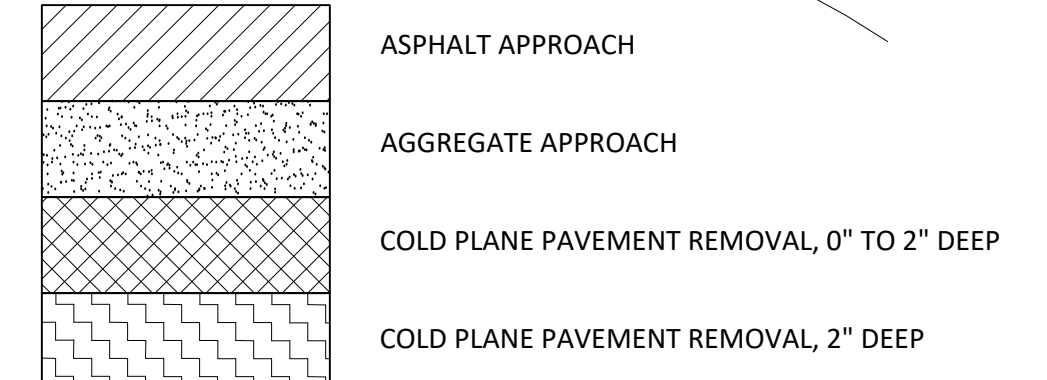 ASPHALT APPROACH
AGGREGATE APPROACH
COLD PLANE PAVEMENT REMOVAL, 0" TO 2" DEEP
COLD PLANE PAVEMENT REMOVAL, 2" DEEP